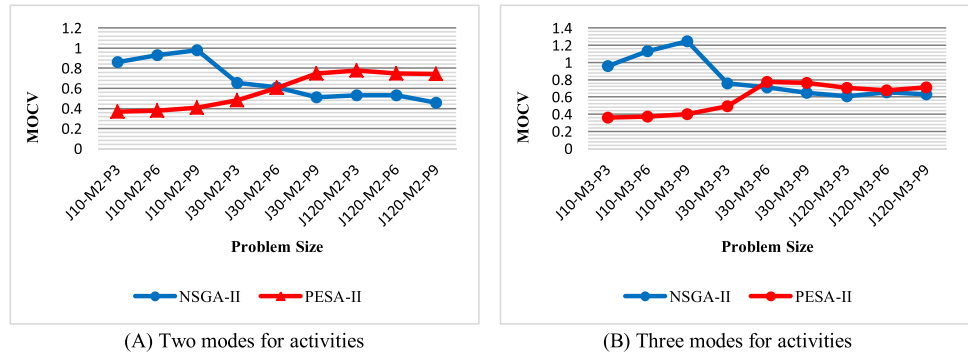 1.2
1
0.8
0.6
0.4
0.2
0
MOCV
J10-M2-P3
J10-M2-P6
J10-M2-P9
J30-M2-P3
J30-M2-P6
J30-M2-P9
J120-M2-P3
J120-M2-P6
J120-M2-P9
Problem Size
NSGA-II PESA-II
(A) Two modes for activities
1.4
1.2
1
0.8
0.6
0.4
0.2
0
MOCV
J10-M3-P3
J10-M3-P6
J10-M3-P9
J30-M3-P3
J30-M3-P6
J30-M3-P9
J120-M3-P3
J120-M3-P6
J120-M3-P9
Problem Size
NSGA-II PESA-II
(B) Three modes for activities